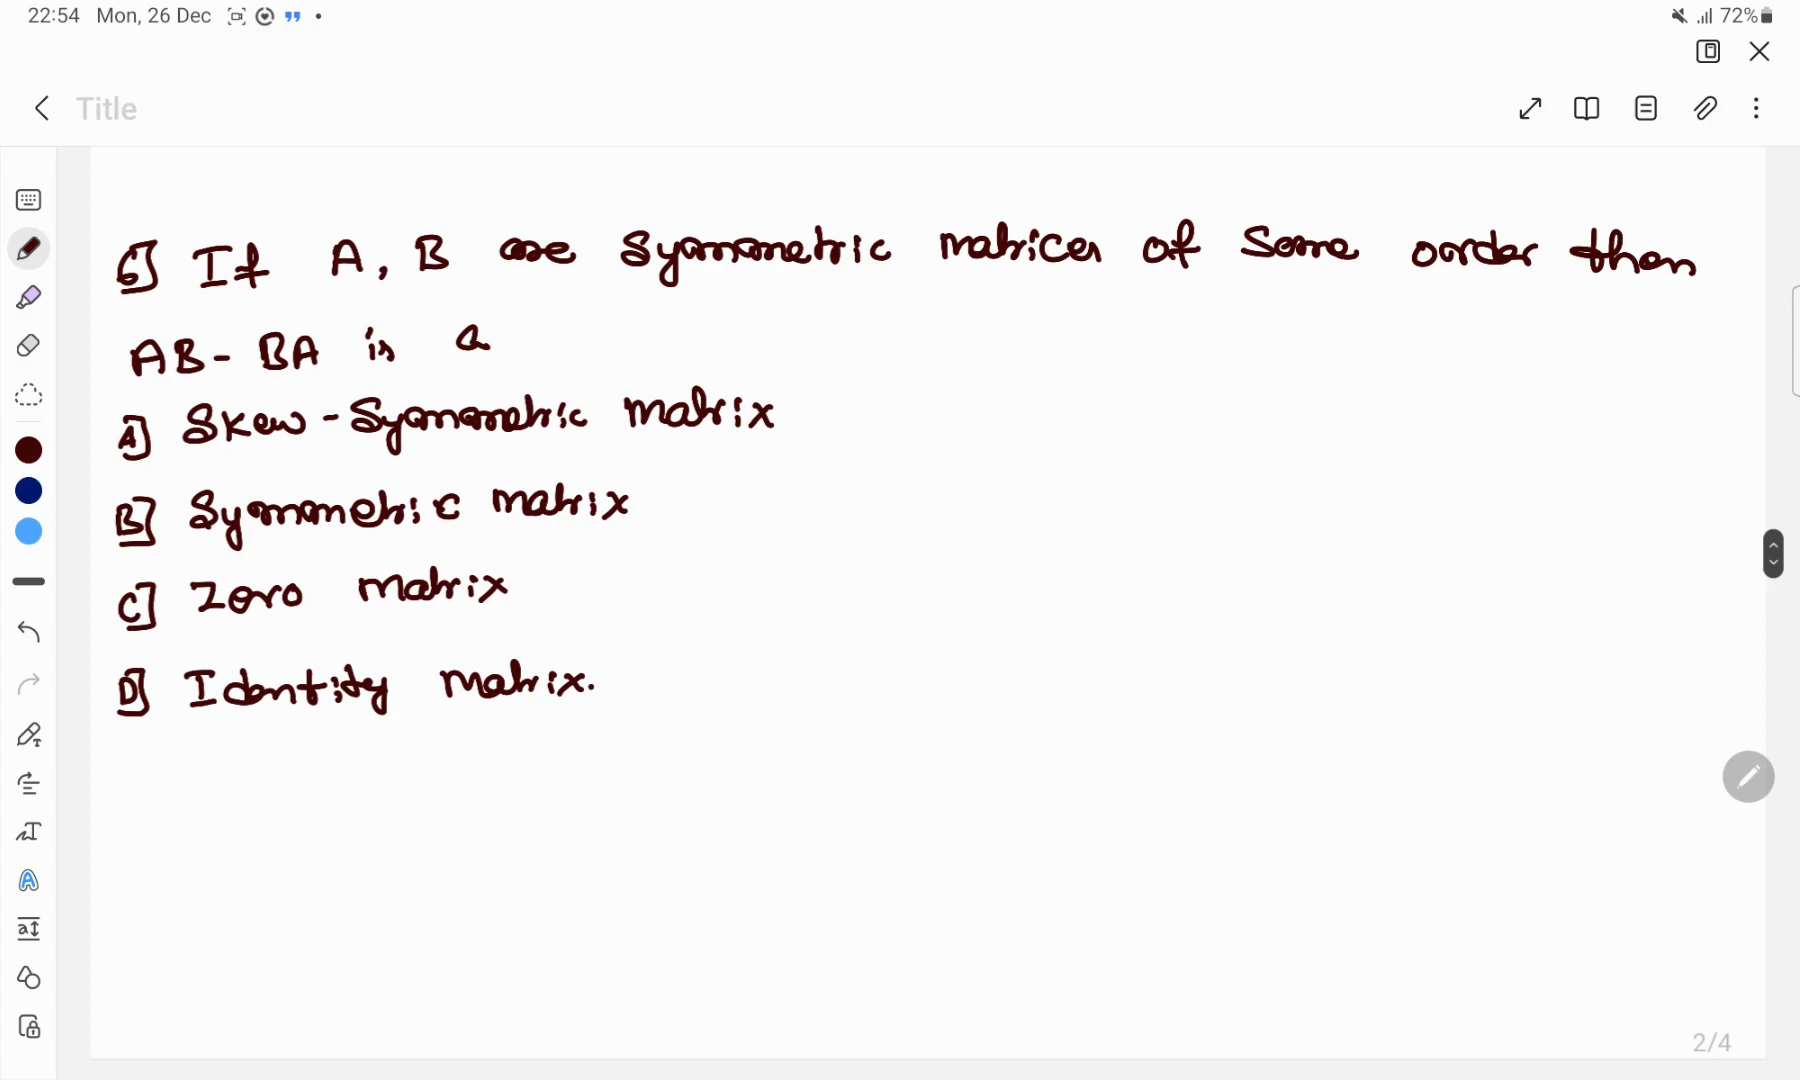 22:54 Mon, 26 Dec 72%
Title
6] If A, B are Symmetric matrices of Same order then
AB - BA is a
A] Skew - Symmetric matrix
B] Symmetric matrix
C] Zero matrix
D] Identity matrix.
2/4